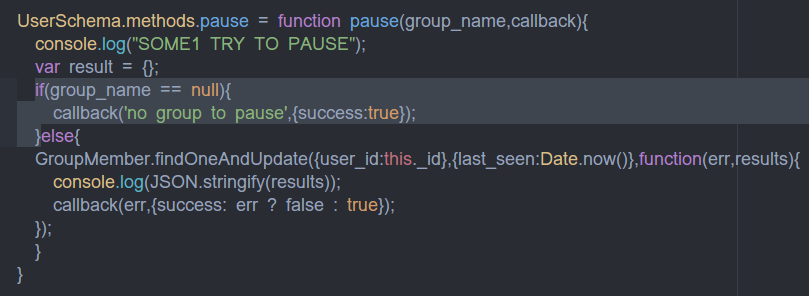 UserSchema.methods.pause = function pause(group_name,callback){
console.log("SOME1 TRY TO PAUSE");
var result = {};
if(group_name == null){
callback('no group to pause',{success:true});
}else{
GroupMember.findOneAndUpdate({user_id:this._id},{last_seen:Date.now()},function(err,results){
console.log(JSON.stringify(results));
callback(err,{success: err ? false : true});
});
}
}